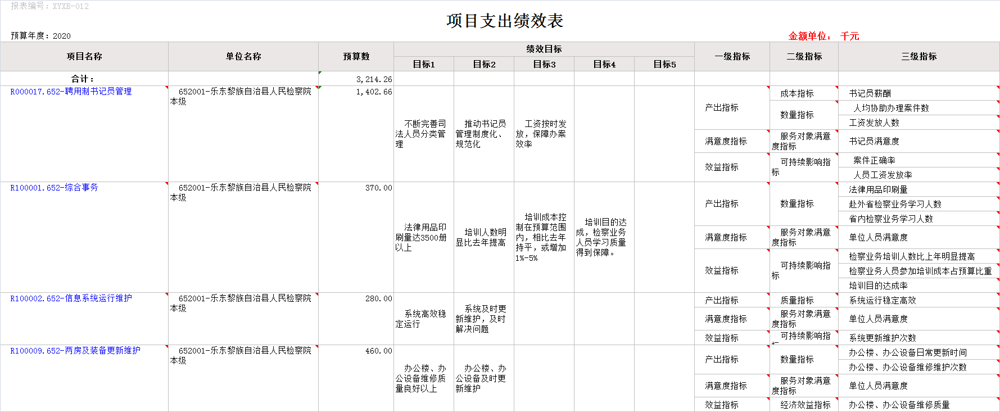 报表编号：XYXB-012
项目支出绩效表
预算年度：2020
金额单位： 千元
项目名称
单位名称
预算数
绩效目标
一级指标
二级指标
三级指标
目标1
目标2
目标3
目标4
目标5
合计：
3,214.26
R000017.652-聘用制书记员管理
652001-乐东黎族自治县人民检察院
本级
1,402.66
不断完善司
法人员分类管
理
推动书记员
管理制度化、
规范化
工资按时发
放，保障办案
效率
产出指标
成本指标
书记员薪酬
数量指标
人均协助办理案件数
工资发放人数
满意度指标
服务对象满意
度指标
书记员满意度
效益指标
可持续影响指
标
案件正确率
人员工资发放率
R100001.652-综合事务
652001-乐东黎族自治县人民检察院
本级
370.00
法律用品印
刷量达3500册
以上
培训人数明
显比去年提高
培训成本控
制在预算范围
内，相比去年
持平，或增加
1%-5%
培训目的达
成，检察业务
人员学习质量
得到保障。
产出指标
数量指标
法律用品印刷量
赴外省检察业务学习人数
省内检察业务学习人数
满意度指标
服务对象满意
度指标
单位人员满意度
效益指标
可持续影响指
标
检察业务培训人数比上年明显提高
检察业务人员参加培训成本占预算比重
培训目的达成率
R100002.652-信息系统运行维护
652001-乐东黎族自治县人民检察院
本级
280.00
系统高效稳
定运行
系统及时更
新维护，及时
解决问题
产出指标
质量指标
系统运行稳定高效
满意度指标
服务对象满意
度指标
单位人员满意度
效益指标
可持续影响指
系统更新维护次数
R100009.652-两房及装备更新维护
652001-乐东黎族自治县人民检察院
本级
460.00
办公楼、办
公设备维修质
量良好以上
办公楼、办
公设备及时更
新维护
产出指标
数量指标
办公楼、办公设备日常更新时间
办公楼、办公设备维修维护次数
满意度指标
服务对象满意
度指标
单位人员满意度
效益指标
经济效益指标
办公楼、办公设备维修质量